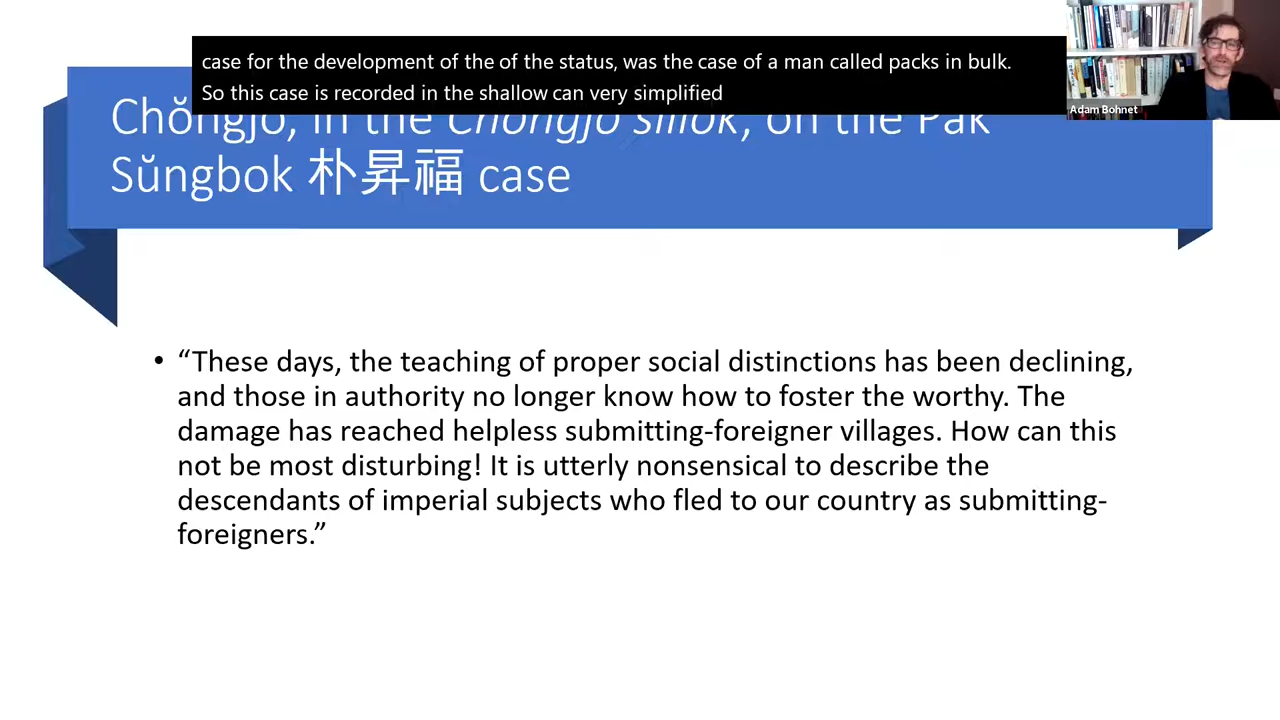 case for the development of the of the status, was the case of a man called packs in bulk.
So this case is recorded in the shallow can very simplified
Adam Bohnet
Chŏngjo, in the Chŏngjo sillok, on the Pak
Sŭngbok 朴昇福 case
• “These days, the teaching of proper social distinctions has been declining,
and those in authority no longer know how to foster the worthy. The
damage has reached helpless submitting-foreigner villages. How can this
not be most disturbing! It is utterly nonsensical to describe the
descendants of imperial subjects who fled to our country as submitting-
foreigners.”